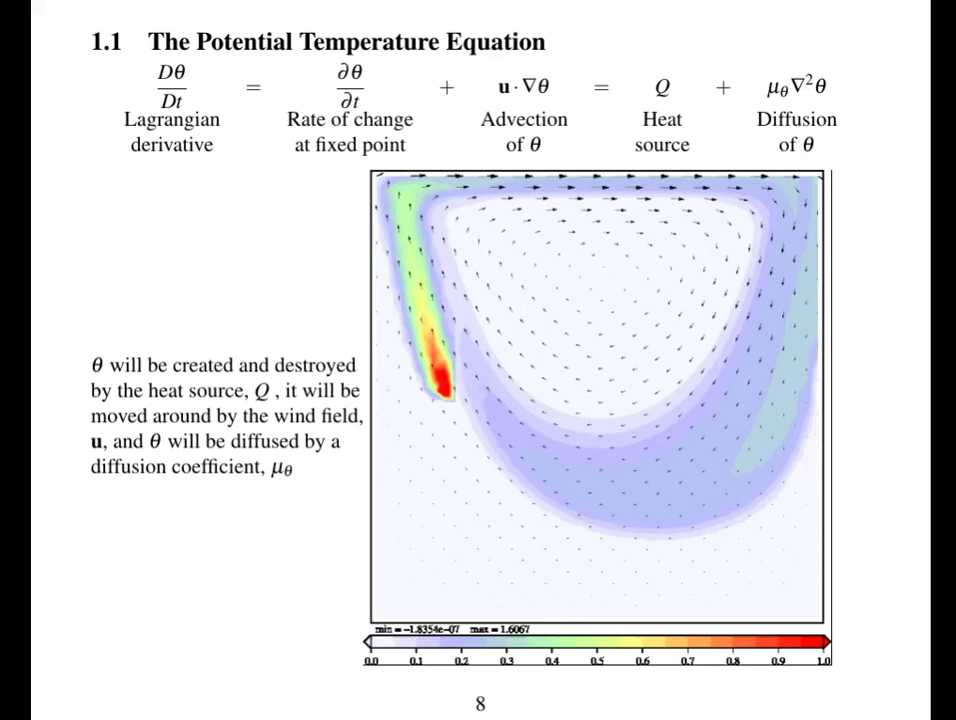 1.1 The Potential Temperature Equation
Dθ/Dt = ∂θ/∂t + u · ∇θ = Q + μθ∇²θ
Lagrangian Rate of change Advection Heat Diffusion
derivative at fixed point of θ source of θ
θ will be created and destroyed
by the heat source, Q , it will be
moved around by the wind field,
u, and θ will be diffused by a
diffusion coefficient, μθ
min = -1.8354e-07 max = 1.6067
0.0 0.1 0.2 0.3 0.4 0.5 0.6 0.7 0.8 0.9 1.0
8